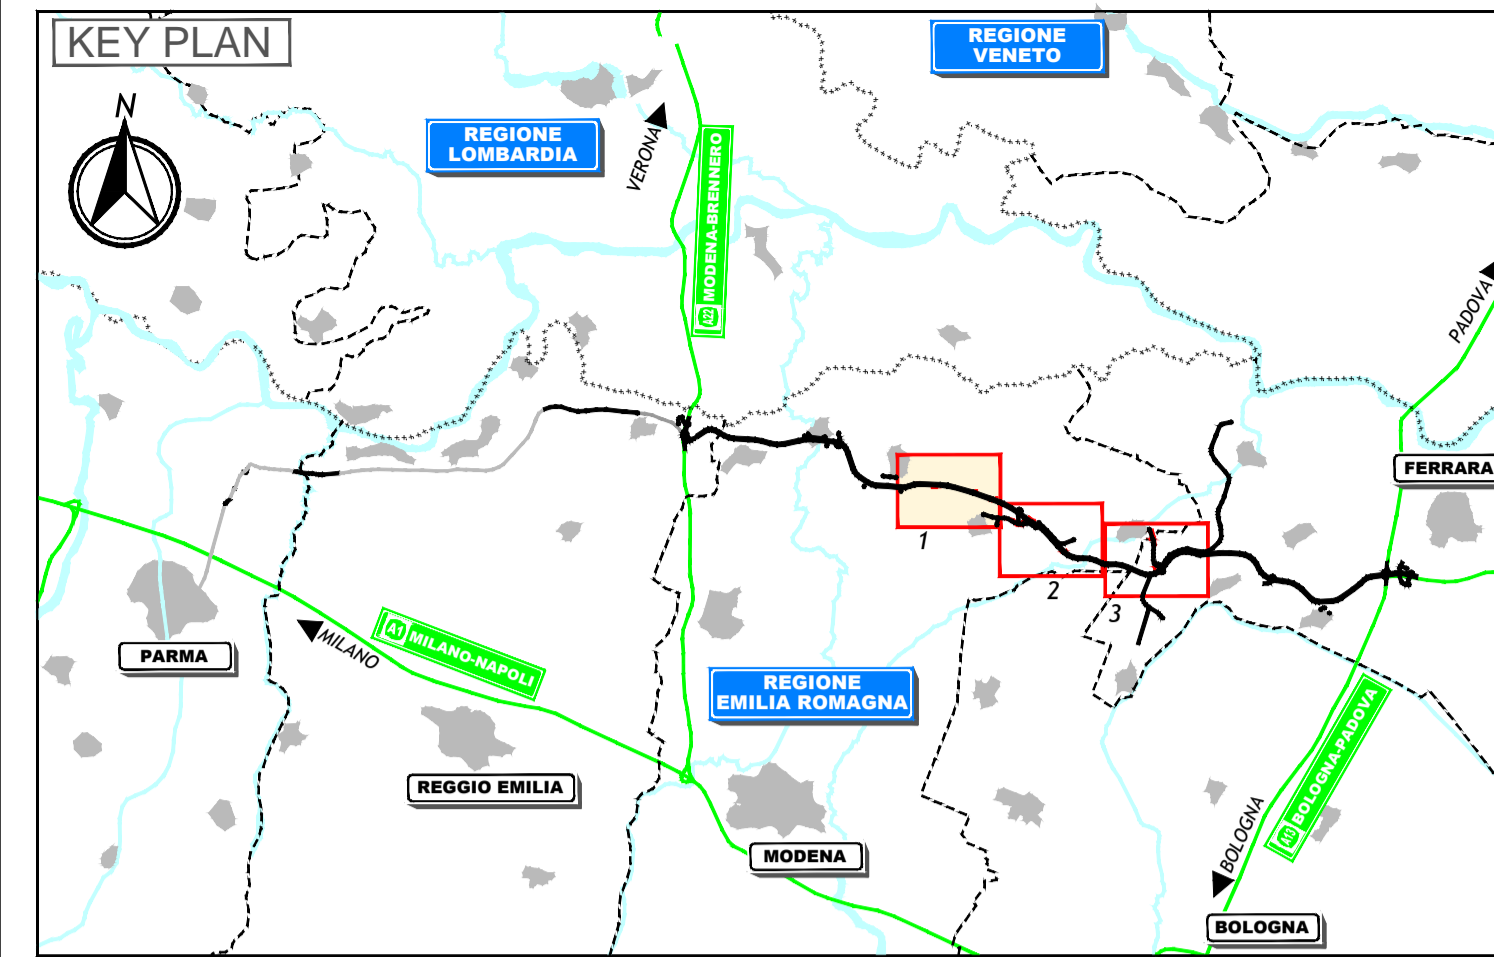 KEY PLAN
N
REGIONE
VENETO
REGIONE
LOMBARDIA
VERONA
A22 MODENA-BRENNERO
PADOVA
FERRARA
1
2
3
PARMA
MILANO
A1 MILANO-NAPOLI
REGIONE
EMILIA ROMAGNA
REGGIO EMILIA
MODENA
A13 BOLOGNA-PADOVA
BOLOGNA
BOLOGNA